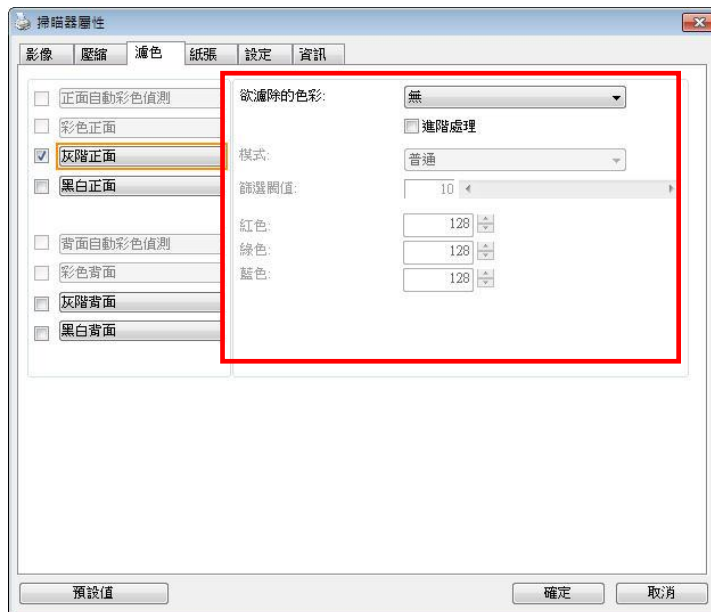 掃瞄器屬性
影像 壓縮 濾色 紙張 設定 資訊
正面自動彩色偵測
彩色正面
灰階正面
黑白正面
背面自動彩色偵測
彩色背面
灰階背面
黑白背面
欲濾除的色彩: 無
進階處理
模式: 普通
篩選閥值: 10
紅色: 128
綠色: 128
藍色: 128
預設值 確定 取消